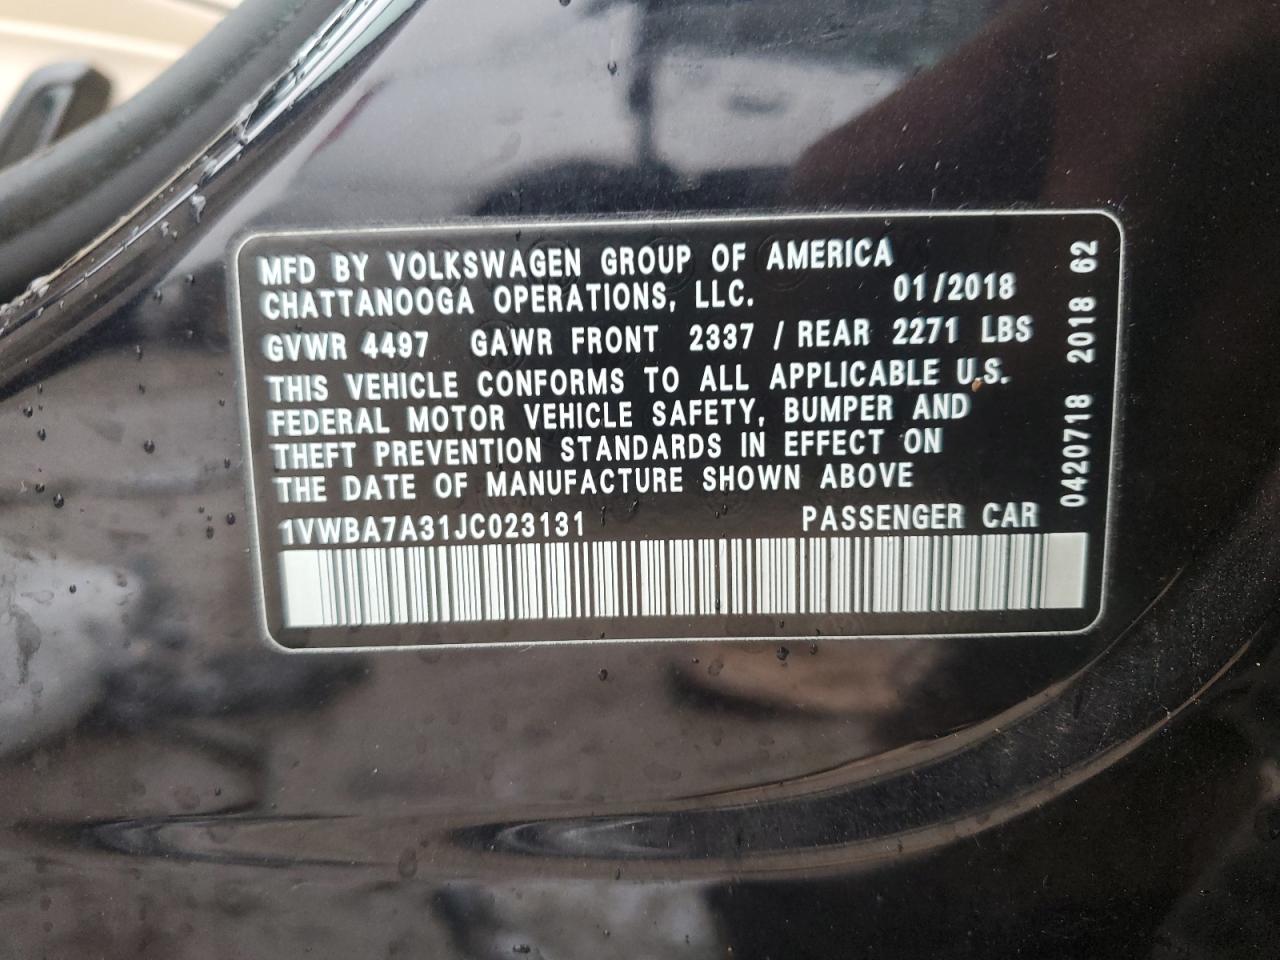 MFD BY VOLKSWAGEN GROUP OF AMERICA
CHATTANOOGA OPERATIONS, LLC. 01/2018
GVWR 4497 GAWR FRONT 2337 / REAR 2271 LBS
THIS VEHICLE CONFORMS TO ALL APPLICABLE U.S.
FEDERAL MOTOR VEHICLE SAFETY, BUMPER AND
THEFT PREVENTION STANDARDS IN EFFECT ON
THE DATE OF MANUFACTURE SHOWN ABOVE
1VWBA7A31JC023131 PASSENGER CAR
0420718 2018 62